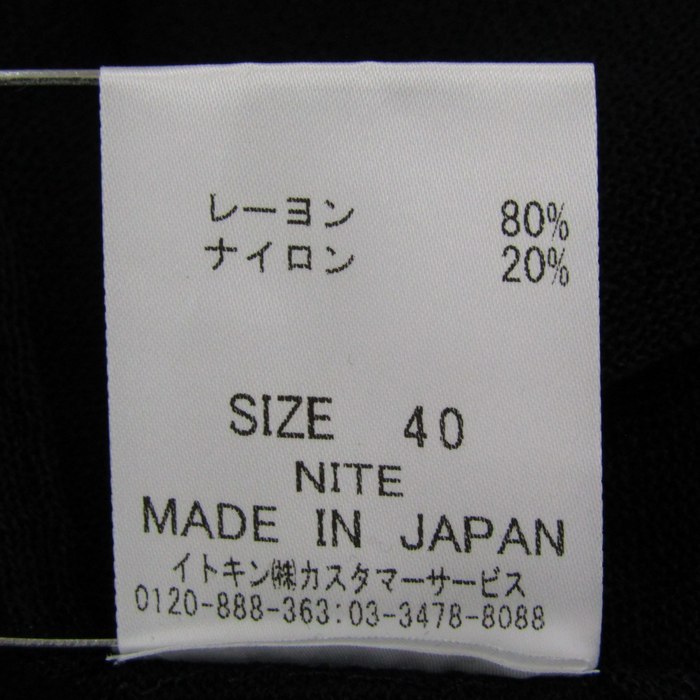 レーヨン 80%
ナイロン 20%
SIZE 40
NITE
MADE IN JAPAN
イトキン㈱カスタマーサービス
0120-888-363:03-3478-8088